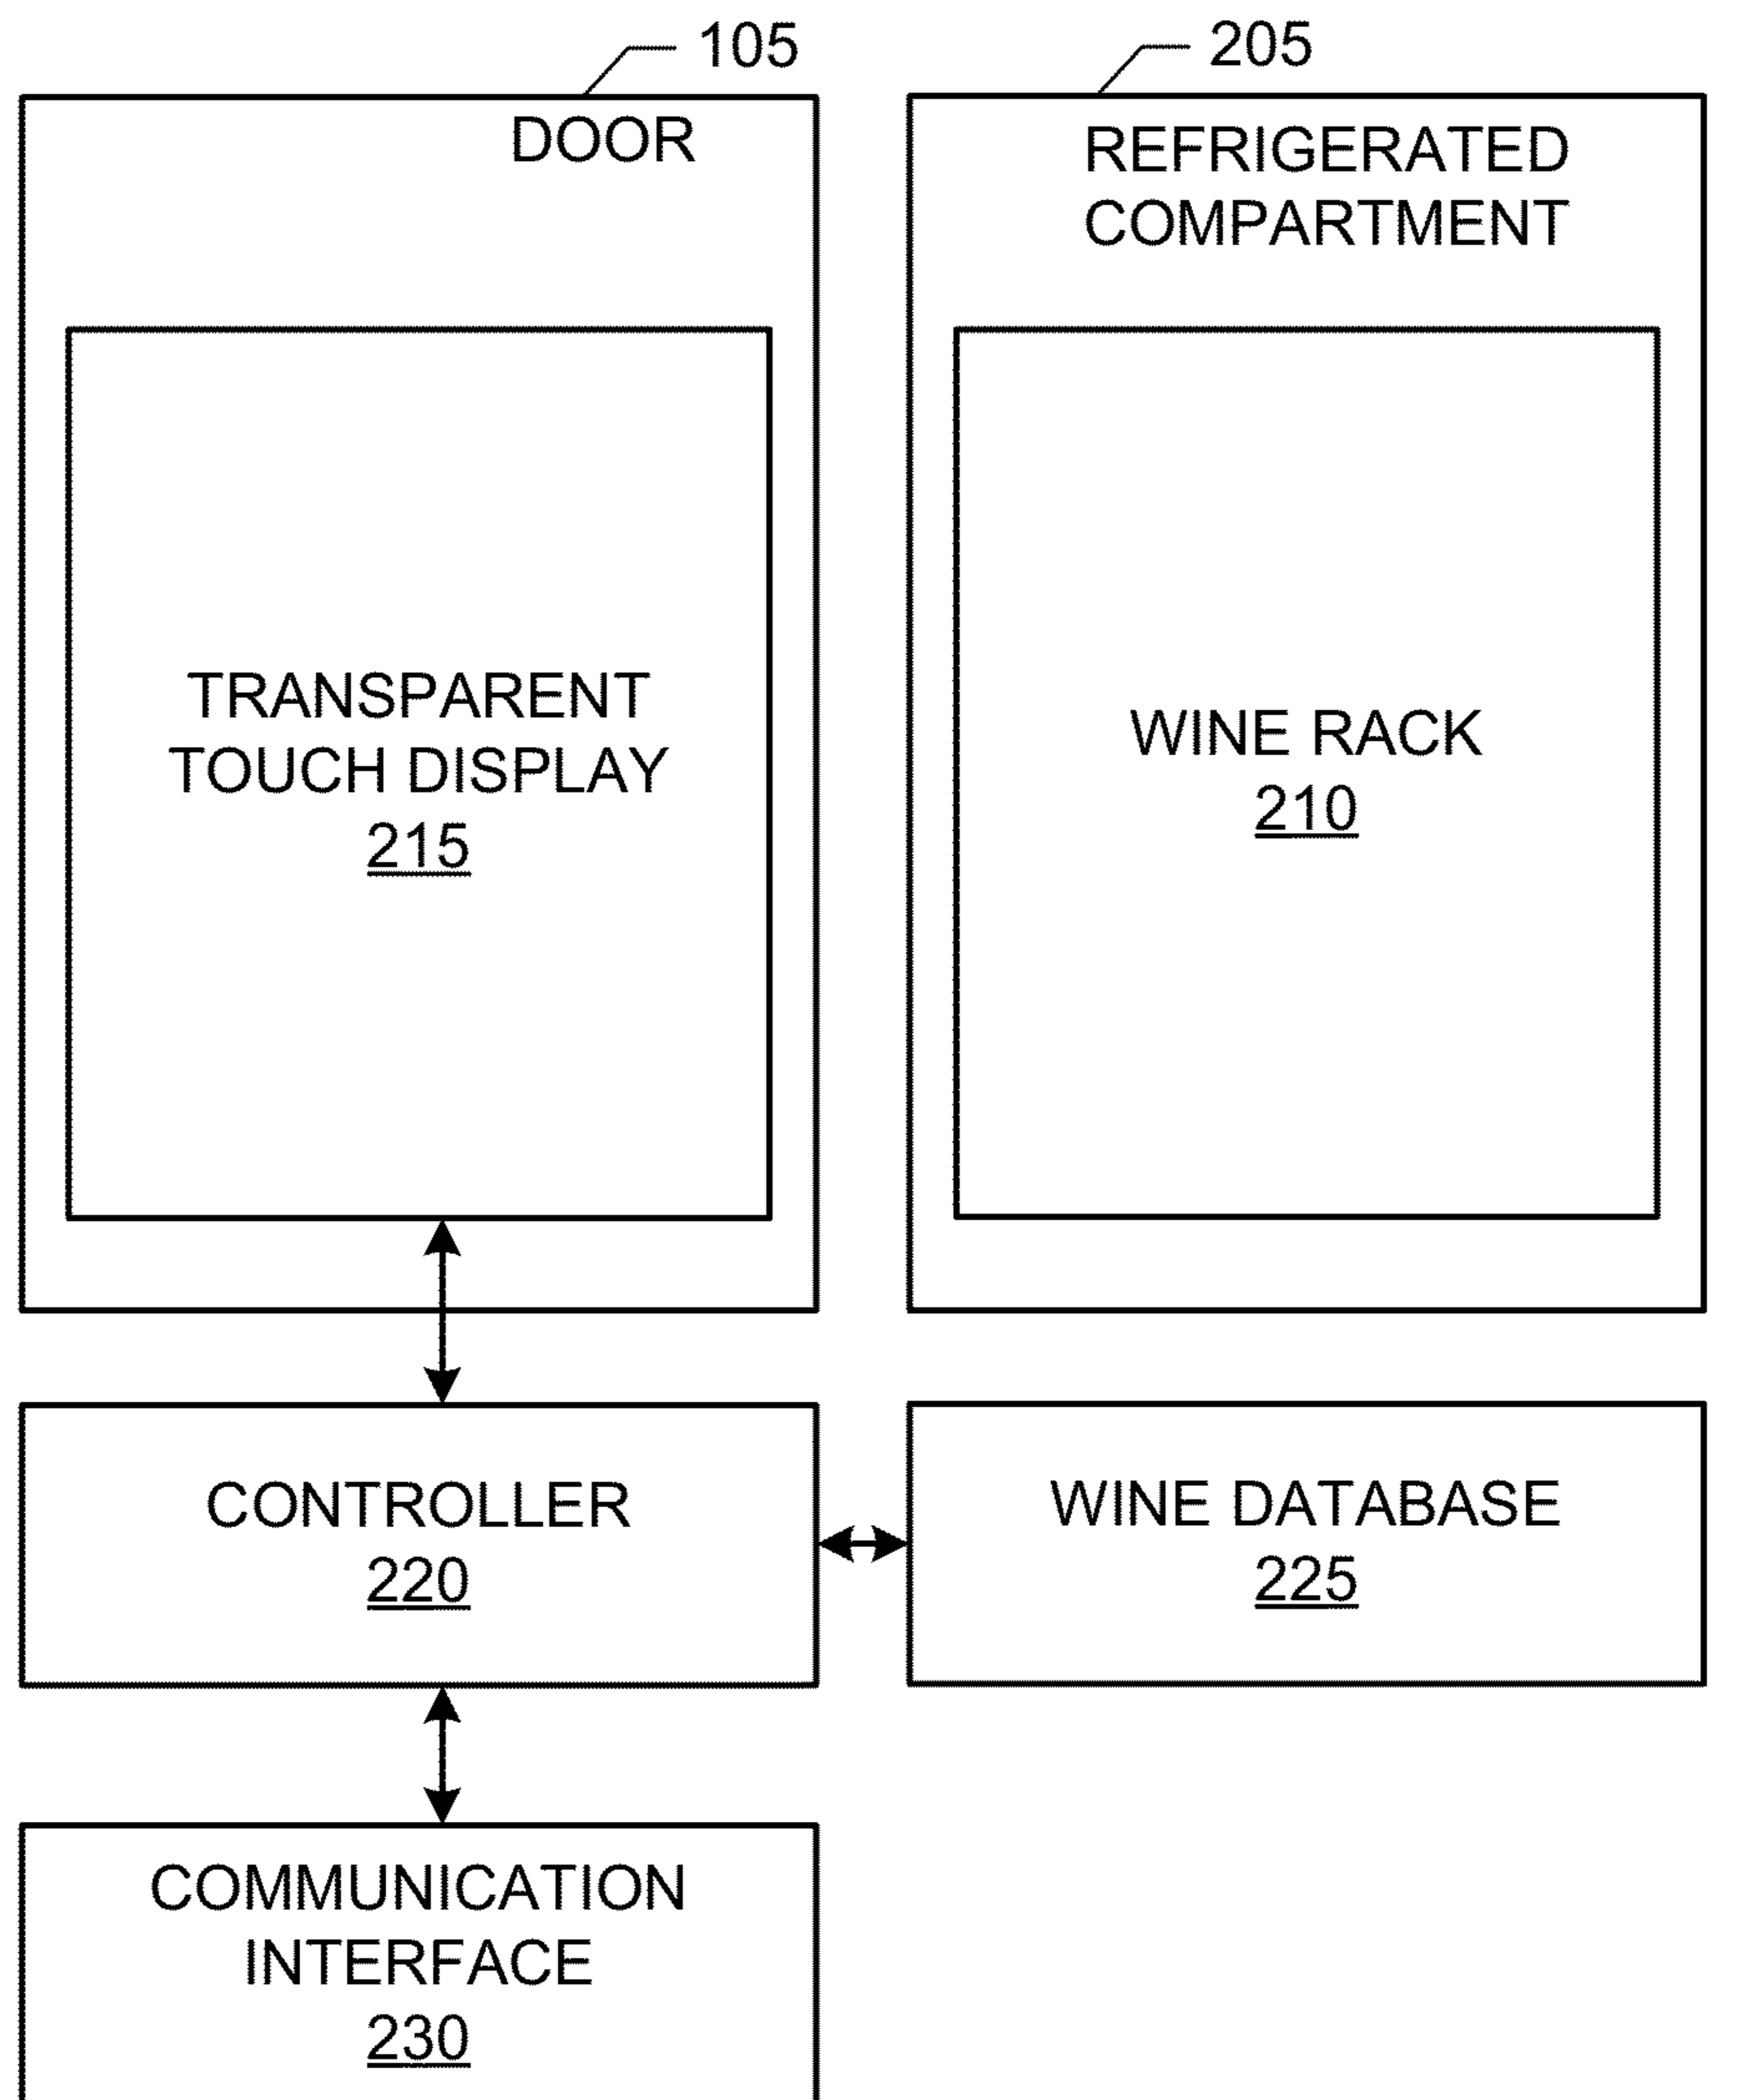 105
DOOR
TRANSPARENT
TOUCH DISPLAY
215
205
REFRIGERATED
COMPARTMENT
WINE RACK
210
CONTROLLER
220
WINE DATABASE
225
COMMUNICATION
INTERFACE
230